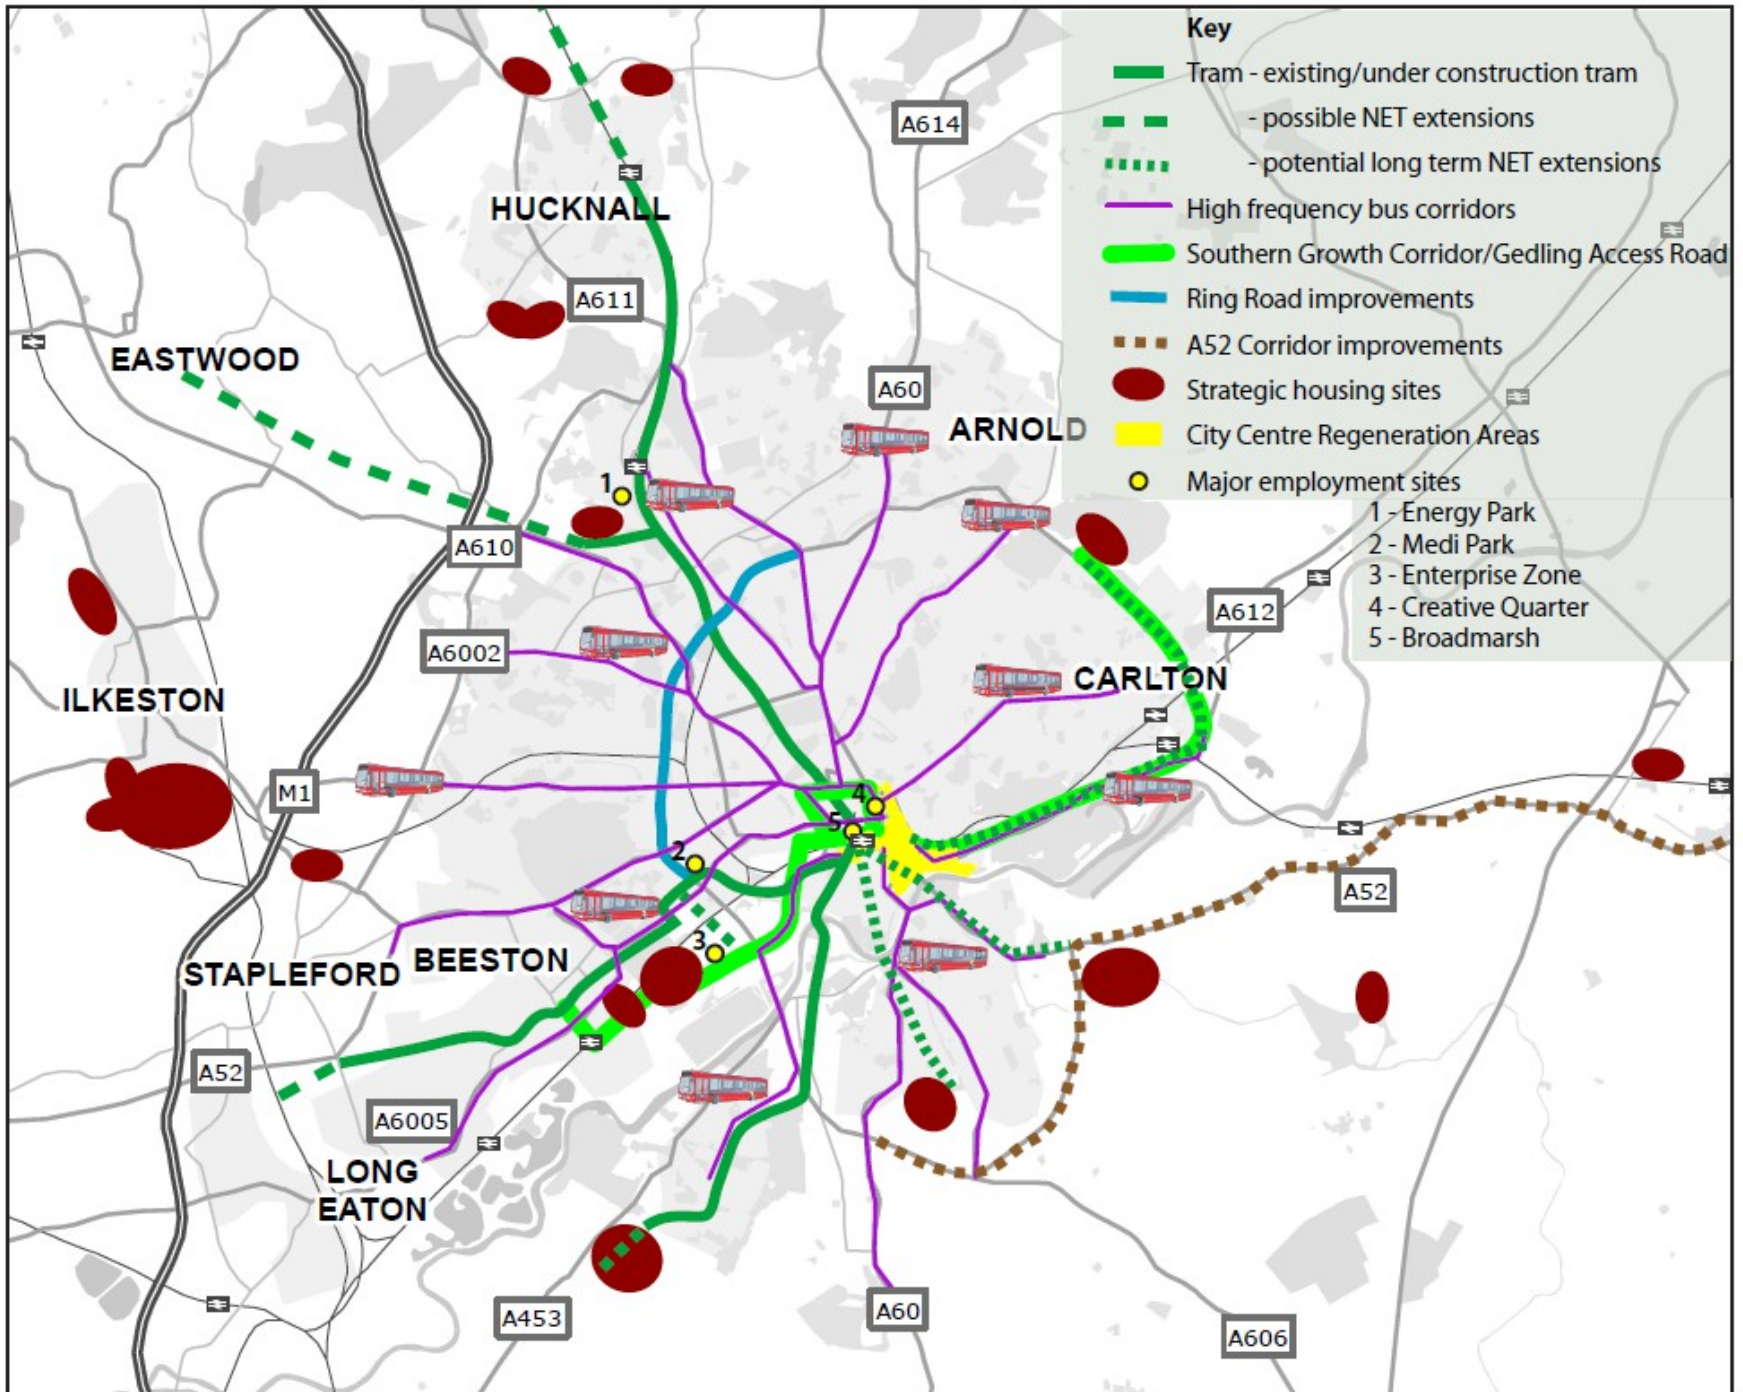 Key
Tram - existing/under construction tram
- possible NET extensions
- potential long term NET extensions
High frequency bus corridors
Southern Growth Corridor/Gedling Access Road
Ring Road improvements
A52 Corridor improvements
Strategic housing sites
City Centre Regeneration Areas
Major employment sites
1 - Energy Park
2 - Medi Park
3 - Enterprise Zone
4 - Creative Quarter
5 - Broadmarsh
A614
HUCKNALL
A611
EASTWOOD
A60
ARNOLD
1
A610
A612
A6002
CARLTON
ILKESTON
M1
4
5
2
A52
3
BEESTON
STAPLEFORD
A52
A6005
LONG
EATON
A453
A60
A606